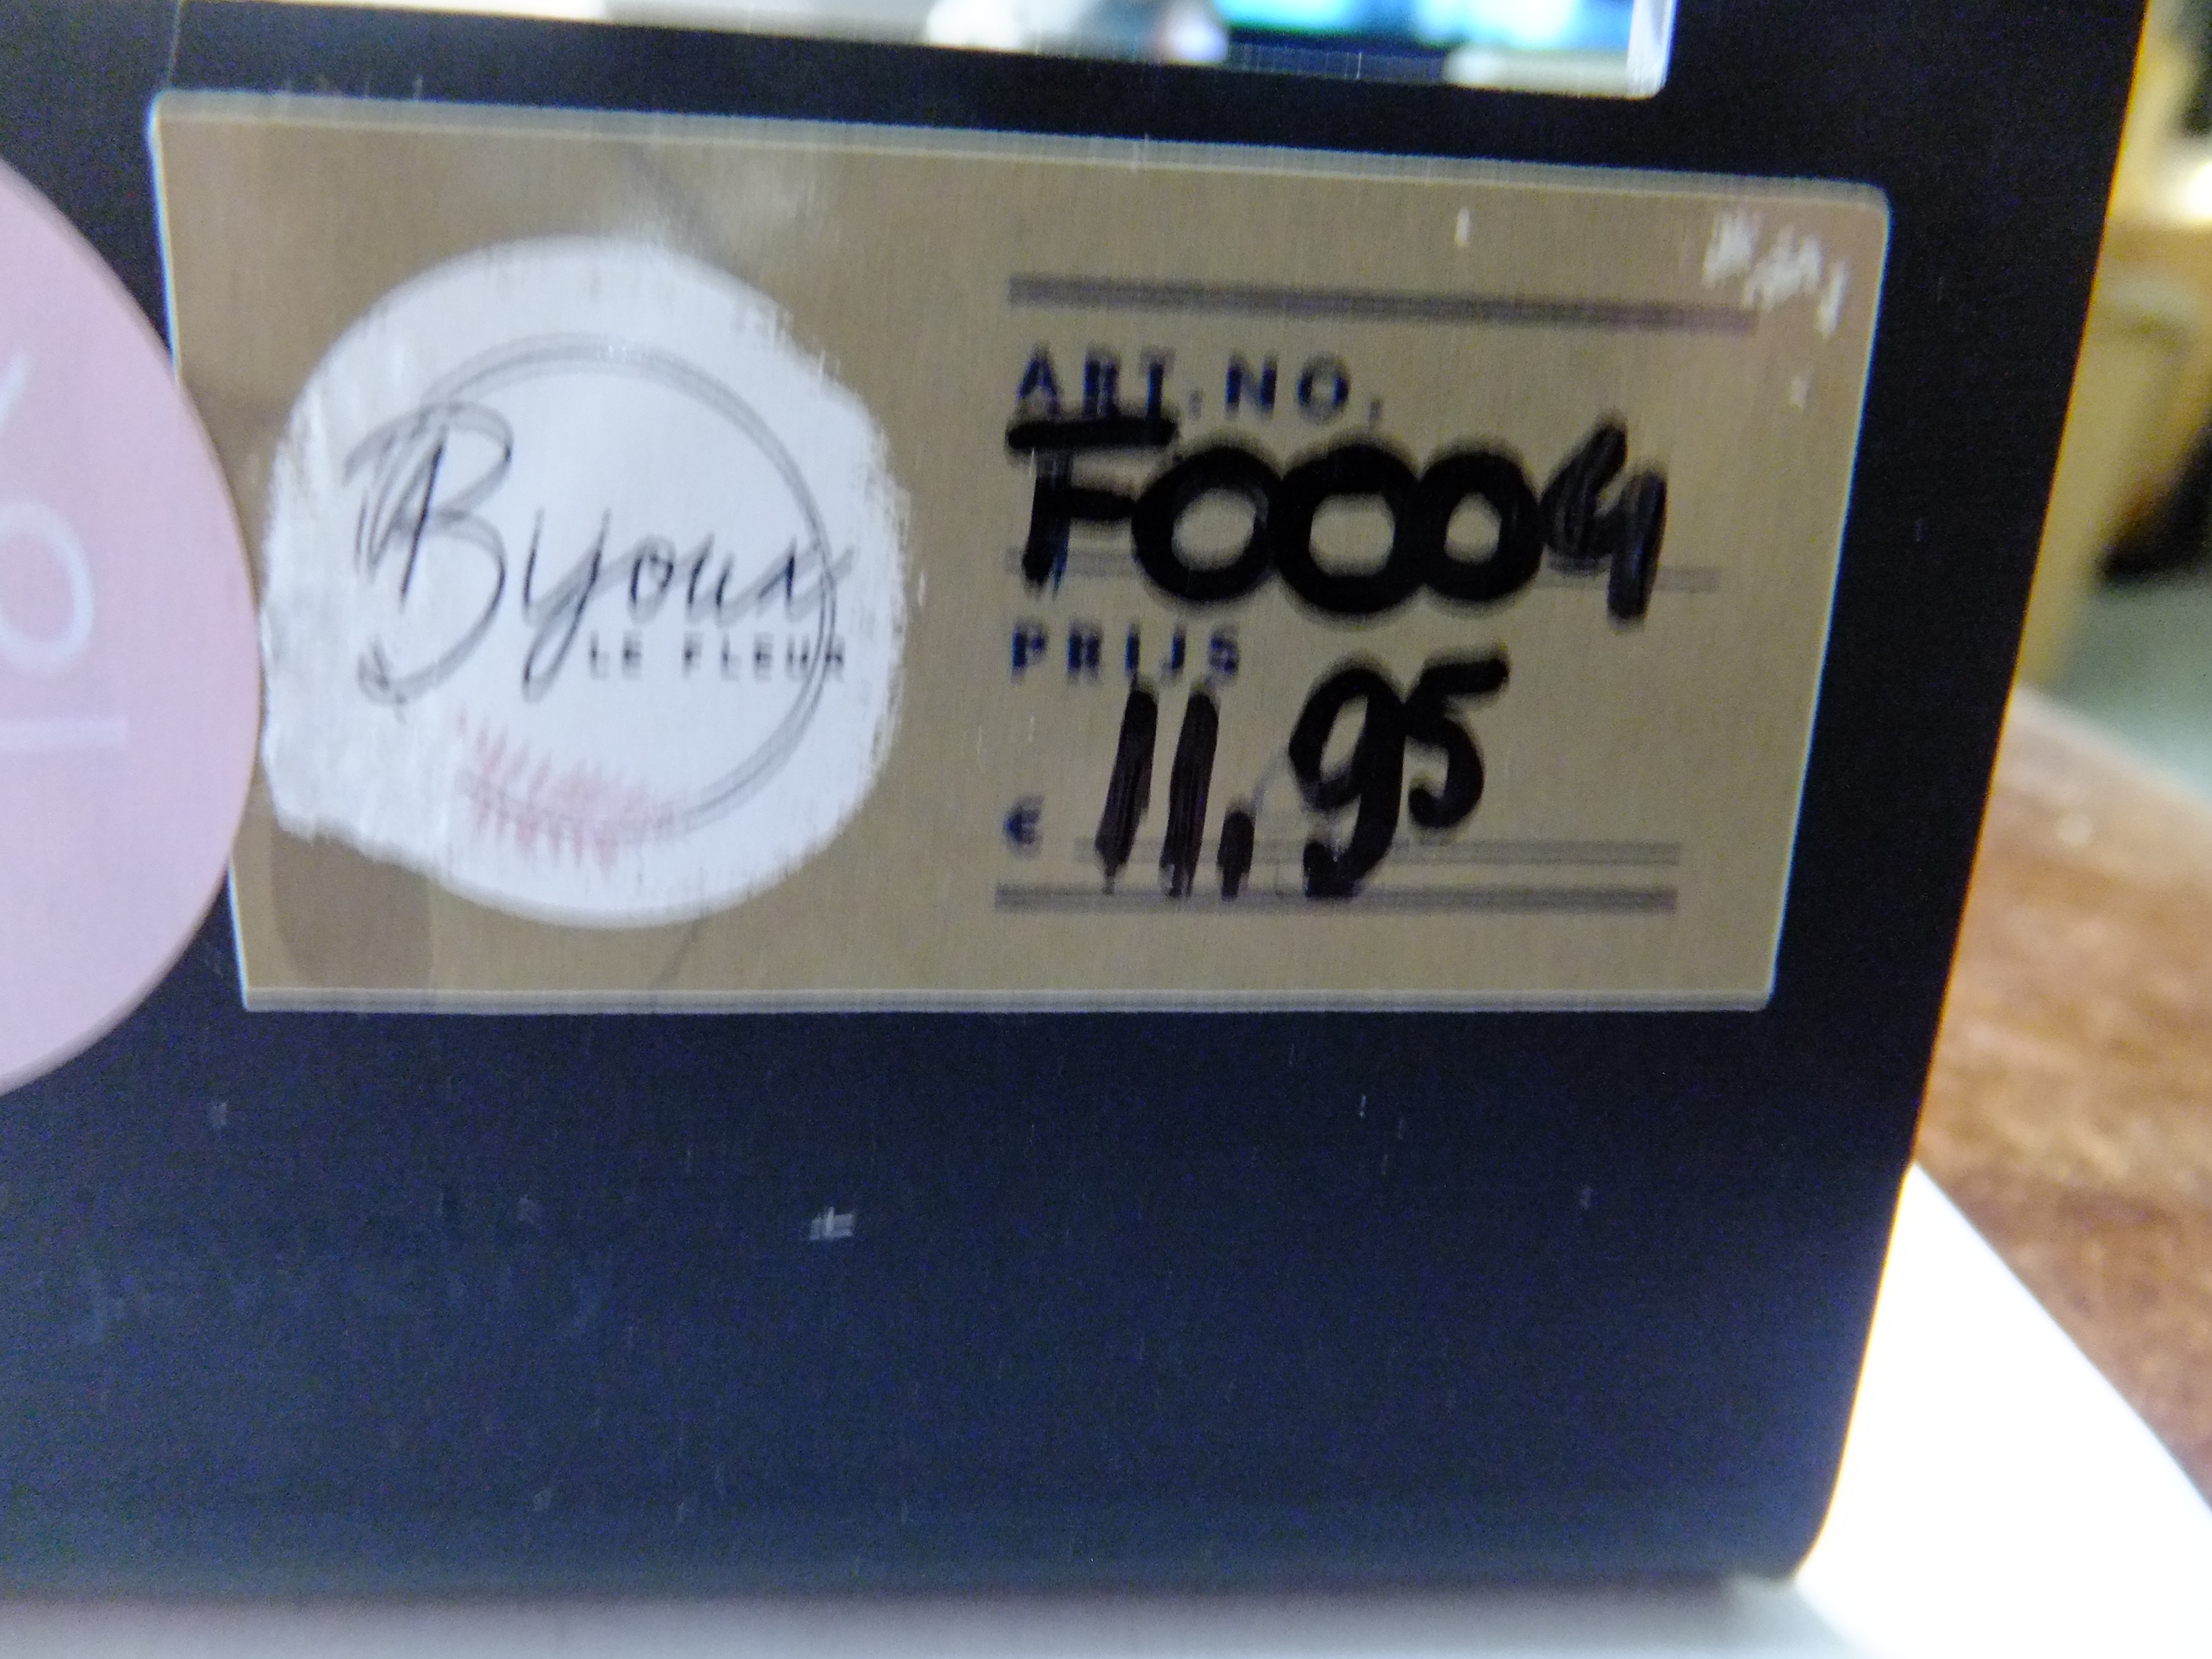 Bijoux
LE FLEUR
ART.NO.
F0004
PRIJS
€ 11,95